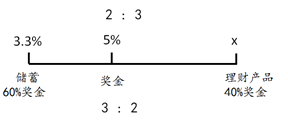 2 : 3
3.3% 5% x
储蓄 奖金 理财产品
60%奖金 40%奖金
3 : 2